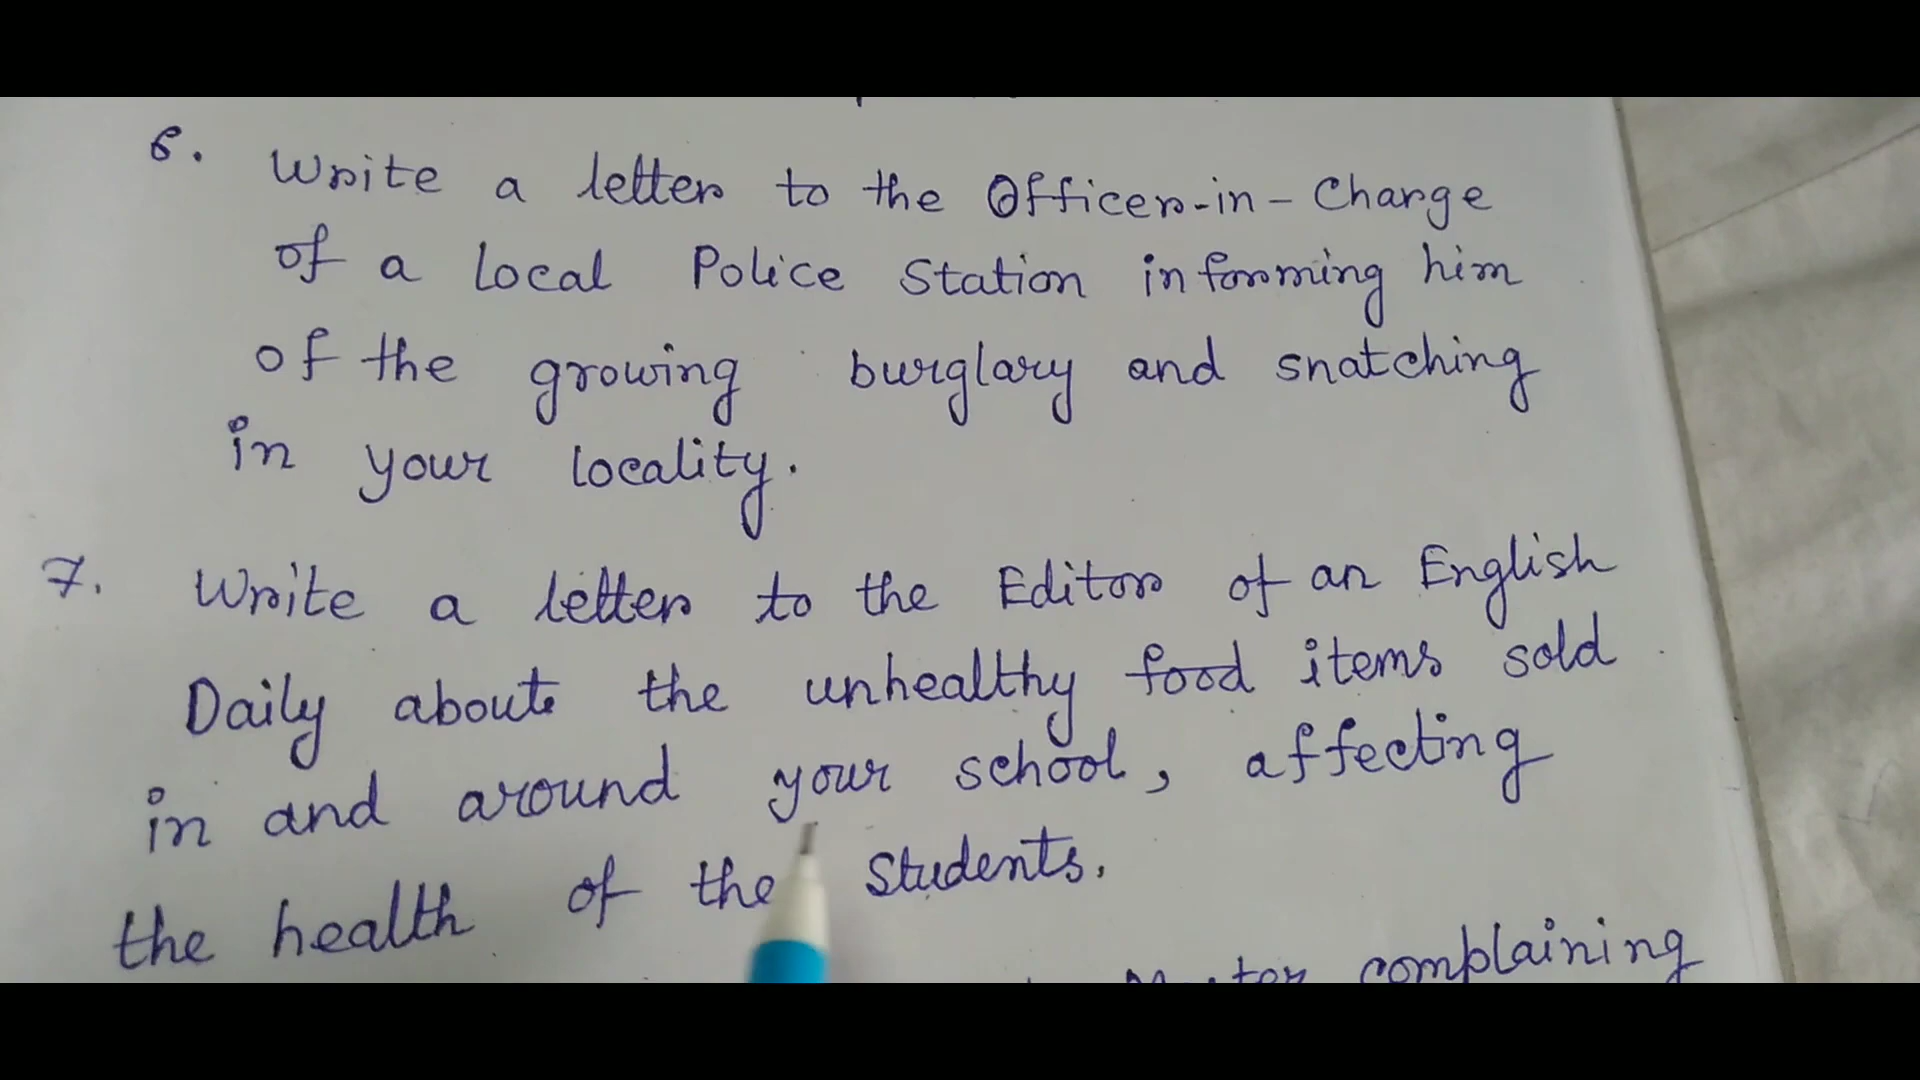 6. Write a letter to the Officer-in-Charge
of a local Police Station informing him
of the growing burglary and snatching
in your locality.
7. Write a letter to the Editor of an English
Daily about the unhealthy food items sold
in and around your school, affecting
the health of the students.
complaining